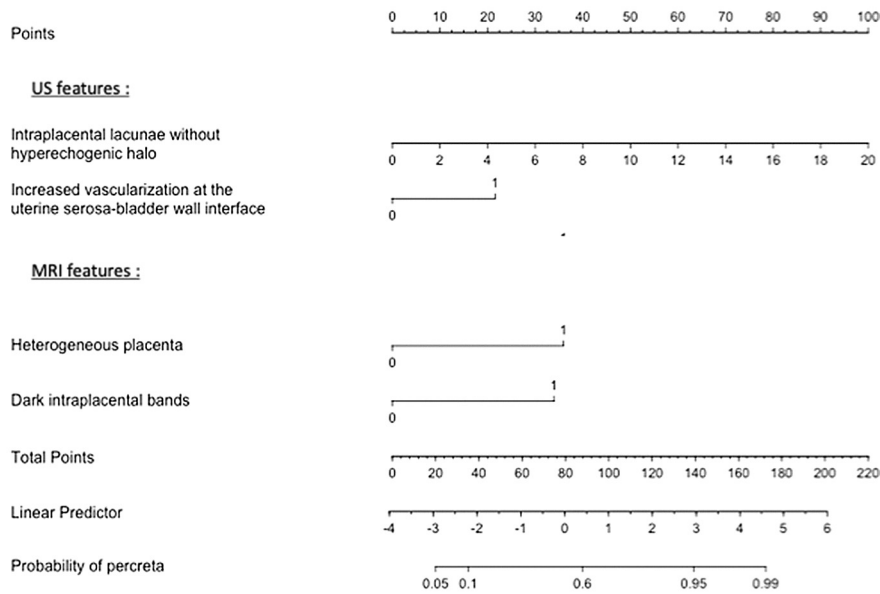 Points
0 10 20 30 40 50 60 70 80 90 100
US features :
Intraplacental lacunae without
hyperechogenic halo
0 2 4 6 8 10 12 14 16 18 20
Increased vascularization at the
uterine serosa-bladder wall interface
1
0
MRI features :
Heterogeneous placenta
1
0
Dark intraplacental bands
1
0
Total Points
0 20 40 60 80 100 120 140 160 180 200 220
Linear Predictor
-4 -3 -2 -1 0 1 2 3 4 5 6
Probability of percreta
0.05 0.1 0.6 0.95 0.99